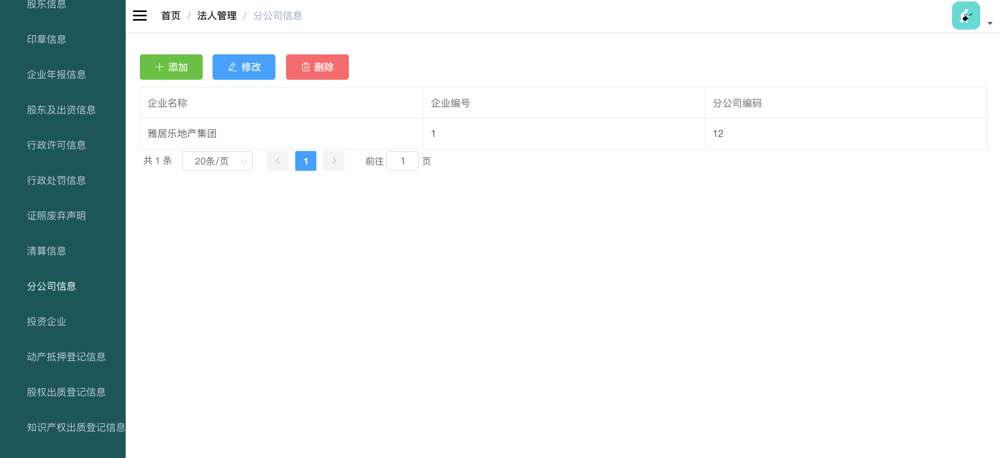 股东信息
印章信息
企业年报信息
股东及出资信息
行政许可信息
行政处罚信息
证照废弃声明
清算信息
分公司信息
投资企业
动产抵押登记信息
股权出质登记信息
知识产权出质登记信息
首页 / 法人管理 / 分公司信息
添加 修改 删除
企业名称 企业编号 分公司编码
雅居乐地产集团 1 12
共 1 条 20条/页 1 前往 1 页